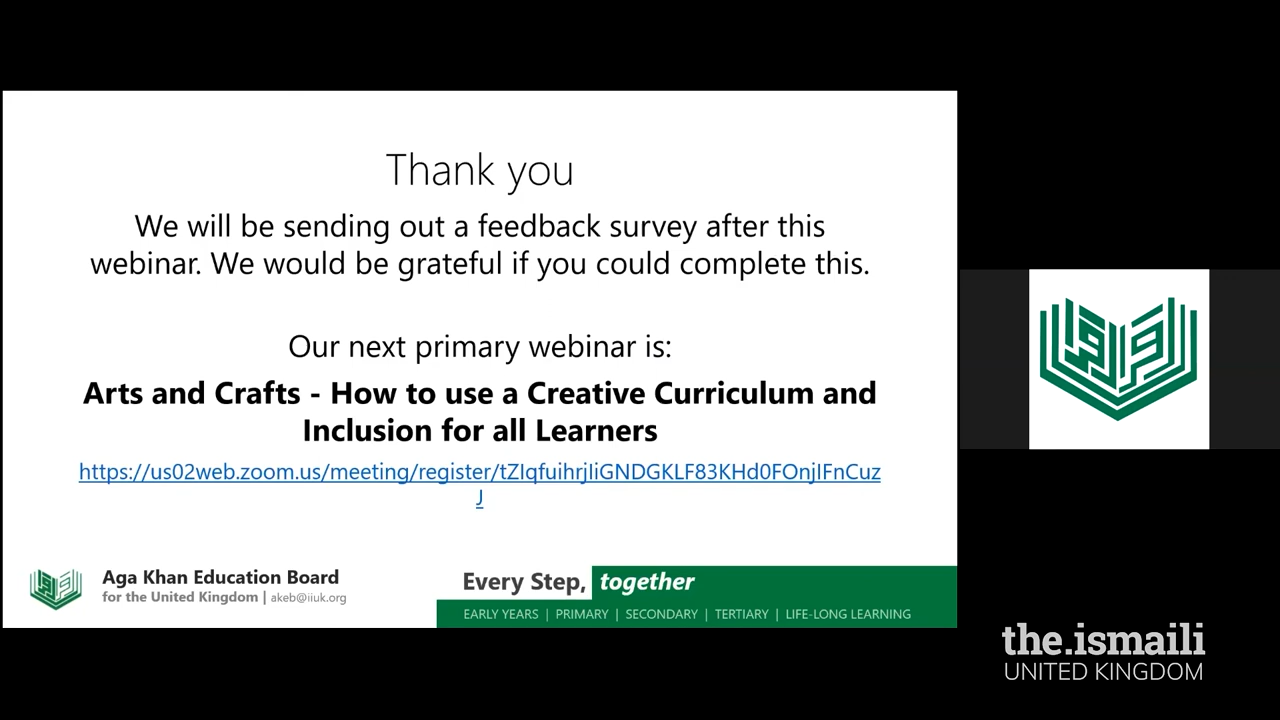 Thank you
We will be sending out a feedback survey after this
webinar. We would be grateful if you could complete this.
Our next primary webinar is:
Arts and Crafts - How to use a Creative Curriculum and
Inclusion for all Learners
https://us02web.zoom.us/meeting/register/tZIqfuihrjIiGNDGKLF83KHd0FOnjIFnCuz
J
Aga Khan Education Board
for the United Kingdom | akeb@iiuk.org
Every Step, together
EARLY YEARS | PRIMARY | SECONDARY | TERTIARY | LIFE-LONG LEARNING
the.ismaili
UNITED KINGDOM